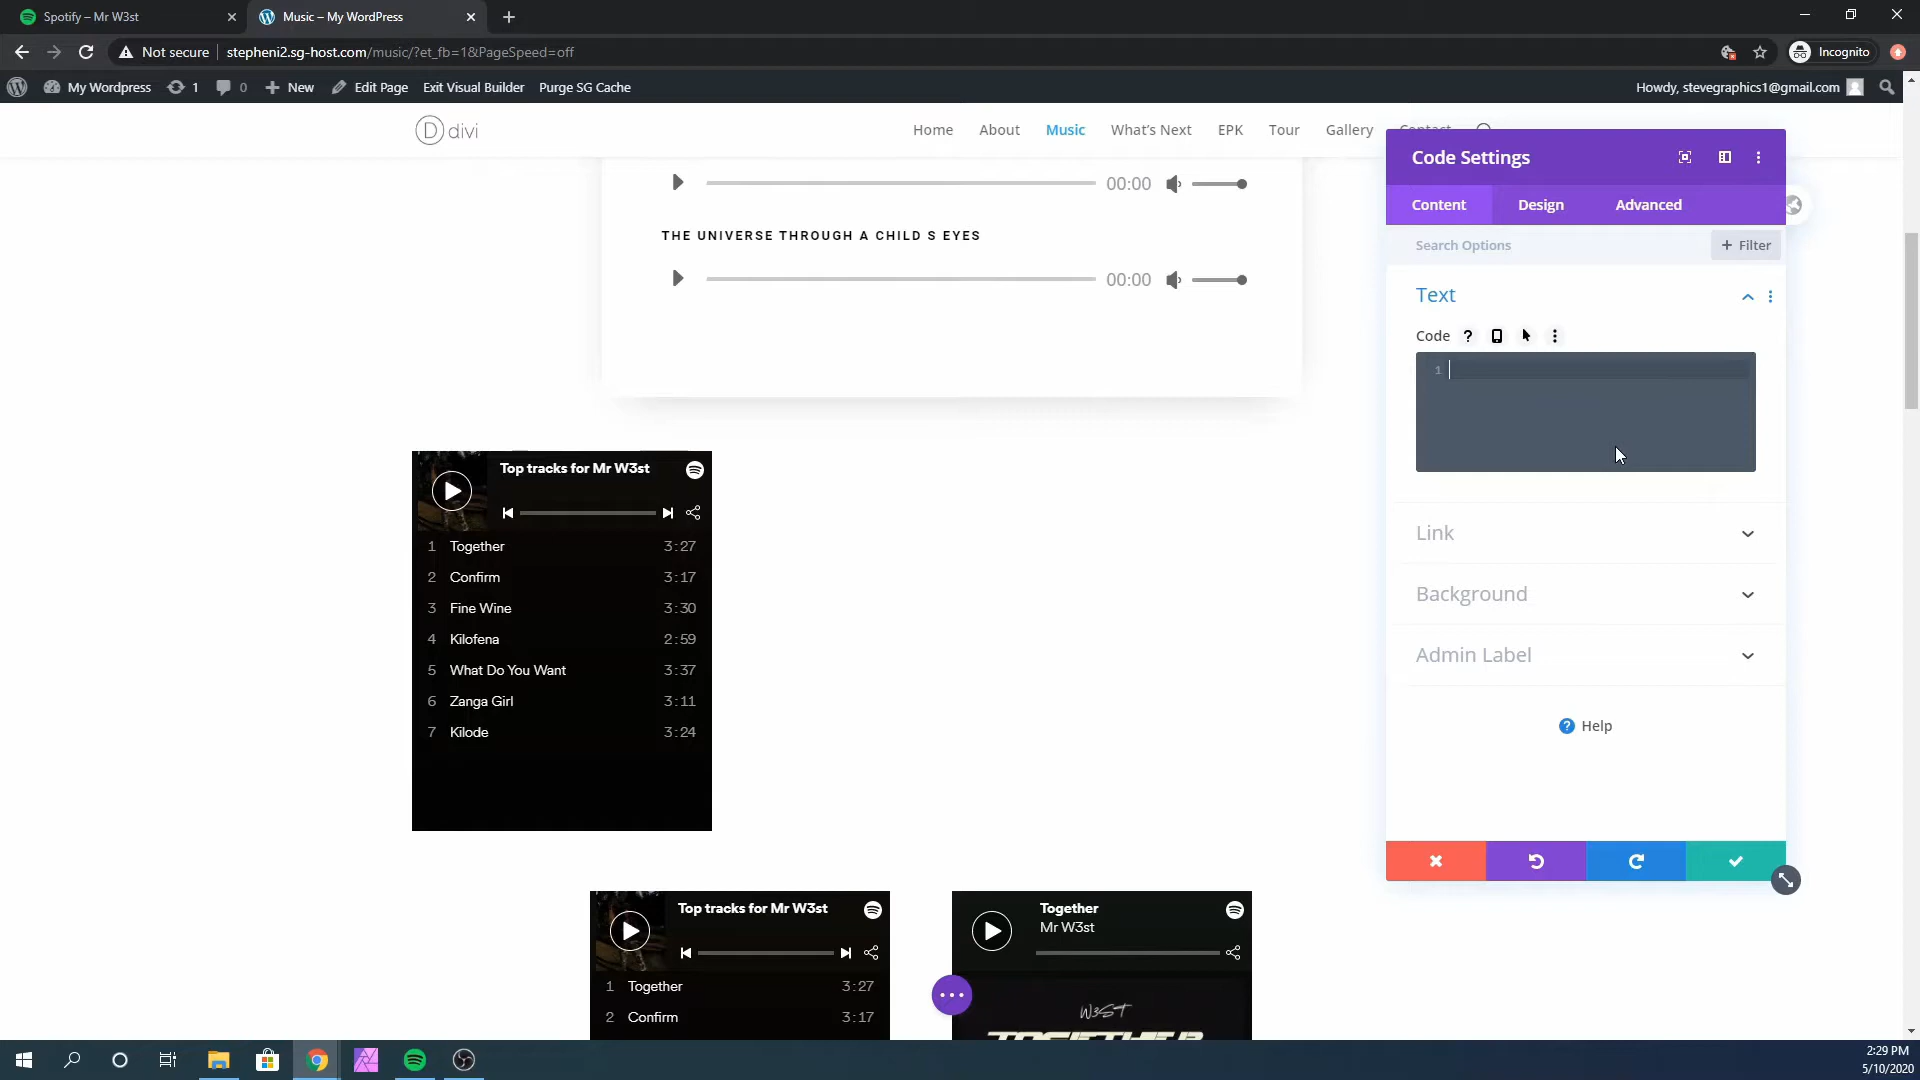 Spotify – Mr W3st
Music – My WordPress
Not secure
stepheni2.sg-host.com/music/?et_fb=1&PageSpeed=off
Incognito
My Wordpress
1
0
New
Edit Page
Exit Visual Builder
Purge SG Cache
Howdy, stevegraphics1@gmail.com
D divi
Home
About
Music
What's Next
EPK
Tour
Gallery
Contact
Code Settings
Content
Design
Advanced
Search Options
+ Filter
Text
Code
?
1
Link
Background
Admin Label
? Help
00:00
THE UNIVERSE THROUGH A CHILD S EYES
00:00
Top tracks for Mr W3st
1 Together 3:27
2 Confirm 3:17
3 Fine Wine 3:30
4 Kilofena 2:59
5 What Do You Want 3:37
6 Zanga Girl 3:11
7 Kilode 3:24
Top tracks for Mr W3st
1 Together 3:27
2 Confirm 3:17
Together
Mr W3st
W3ST
TOGETHER
2:29 PM
5/10/2020